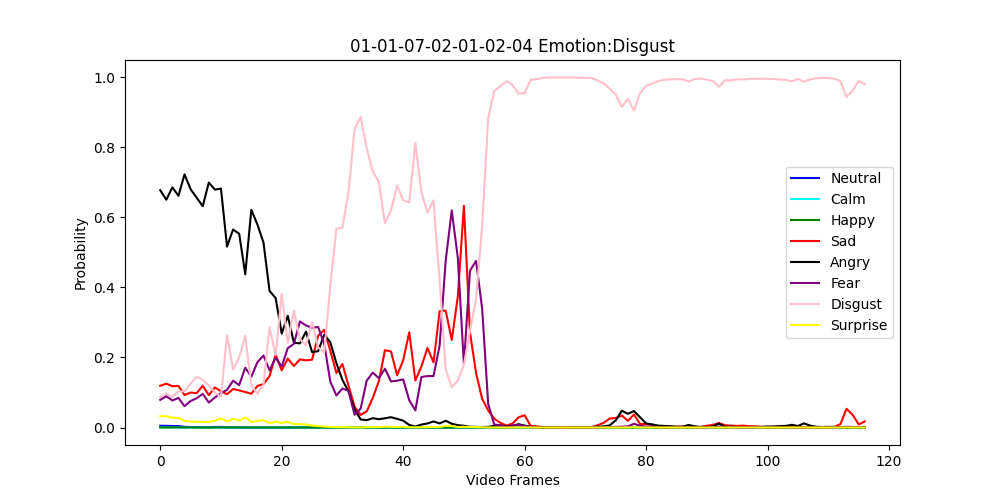 01-01-07-02-01-02-04 Emotion:Disgust
1.0
0.8
0.6
0.4
0.2
0.0
Probability
Neutral
Calm
Happy
Sad
Angry
Fear
Disgust
Surprise
0 20 40 60 80 100 120
Video Frames